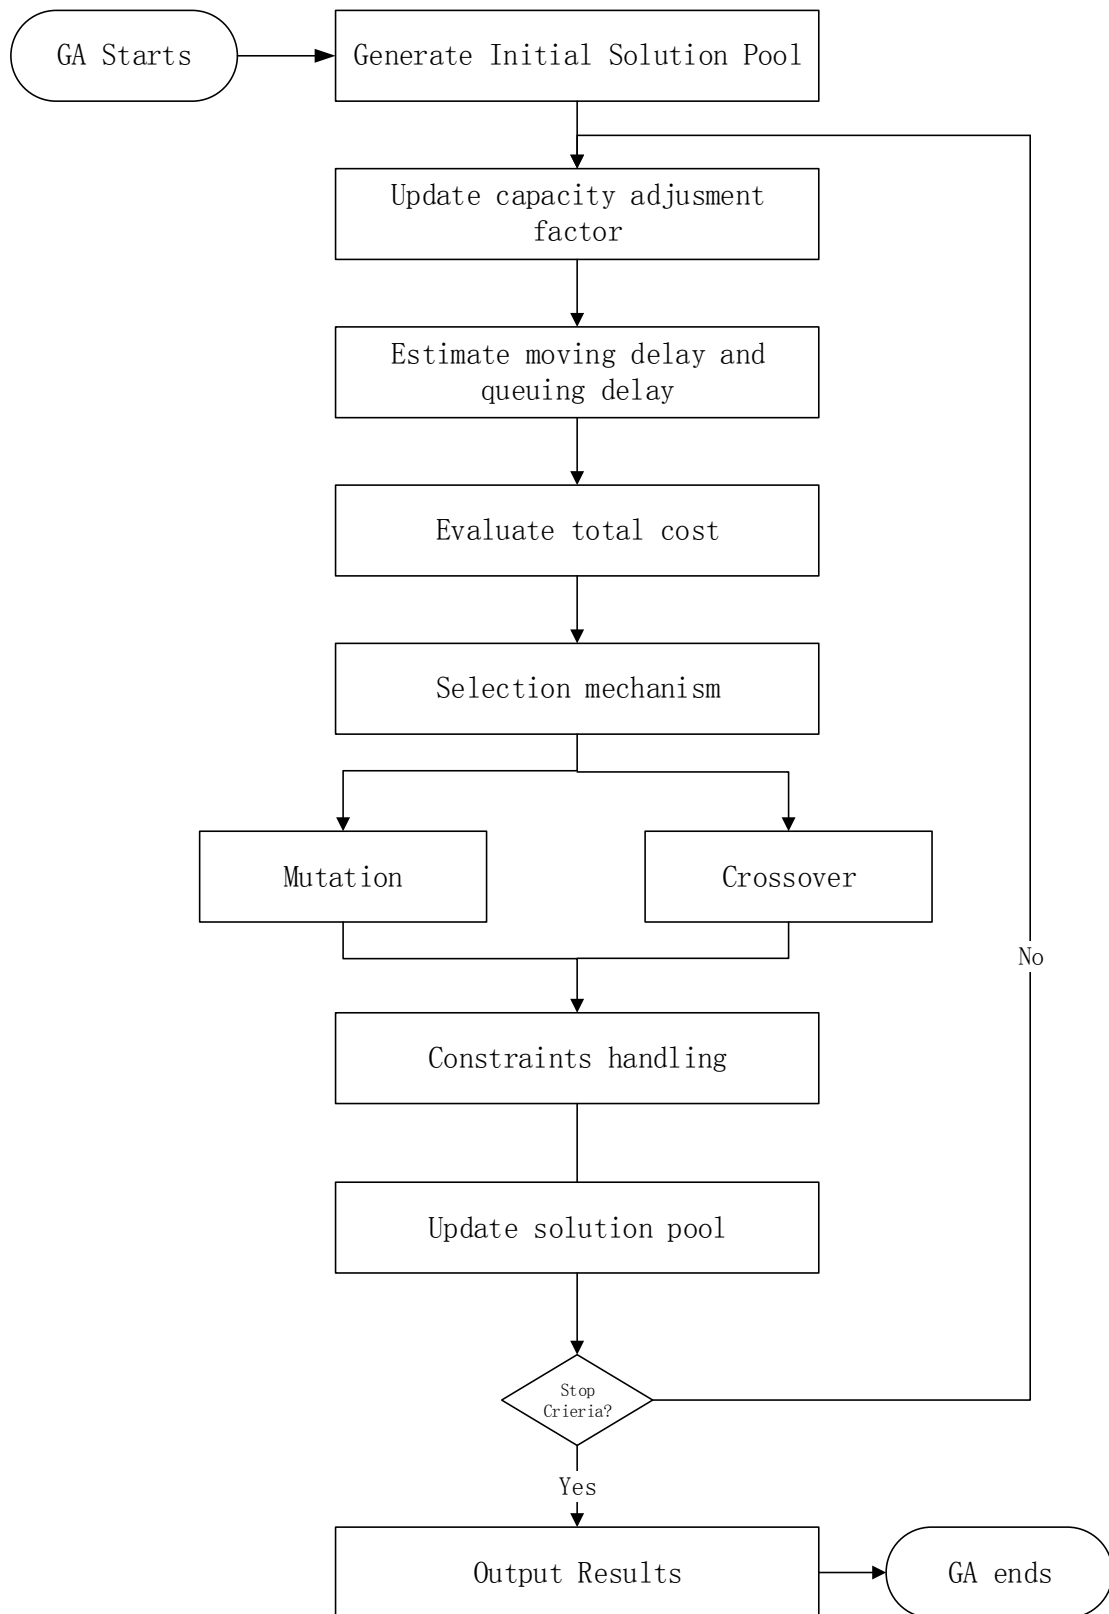 GA Starts
Generate Initial Solution Pool
Update capacity adjusment
factor
Estimate moving delay and
queuing delay
Evaluate total cost
Selection mechanism
Mutation
Crossover
No
Constraints handling
Update solution pool
Stop
Crieria?
Yes
Output Results
GA ends